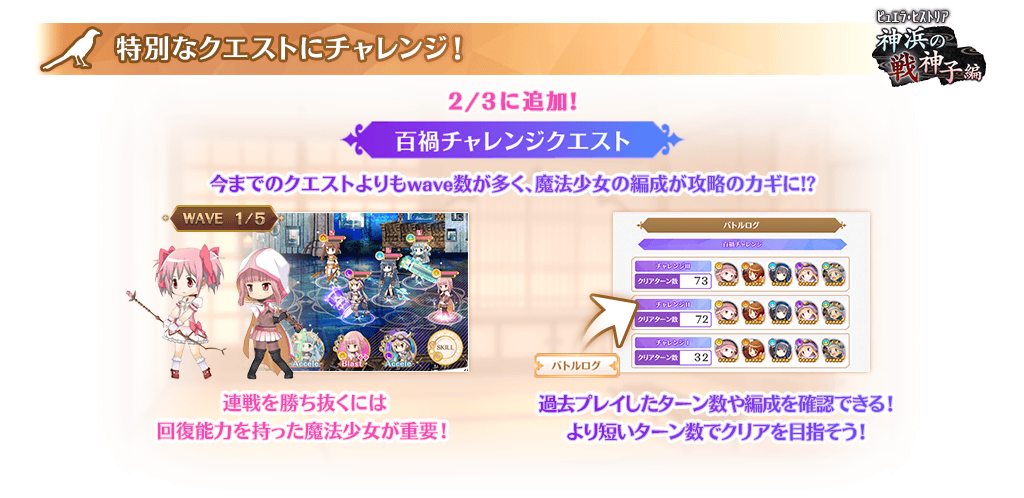 特別なクエストにチャレンジ！
ピュエラ・ヒストリア
神浜の
戦神子編
2/3に追加！
百禍チャレンジクエスト
今までのクエストよりもwave数が多く、魔法少女の編成が攻略のカギに!?
WAVE 1/5
Accele
Blast
Accele
SKILL
バトルログ
百禍チャレンジ
チャレンジIII
クリアターン数 73
チャレンジII
クリアターン数 72
チャレンジI
クリアターン数 32
バトルログ
連戦を勝ち抜くには
回復能力を持った魔法少女が重要！
過去プレイしたターン数や編成を確認できる！
より短いターン数でクリアを目指そう！